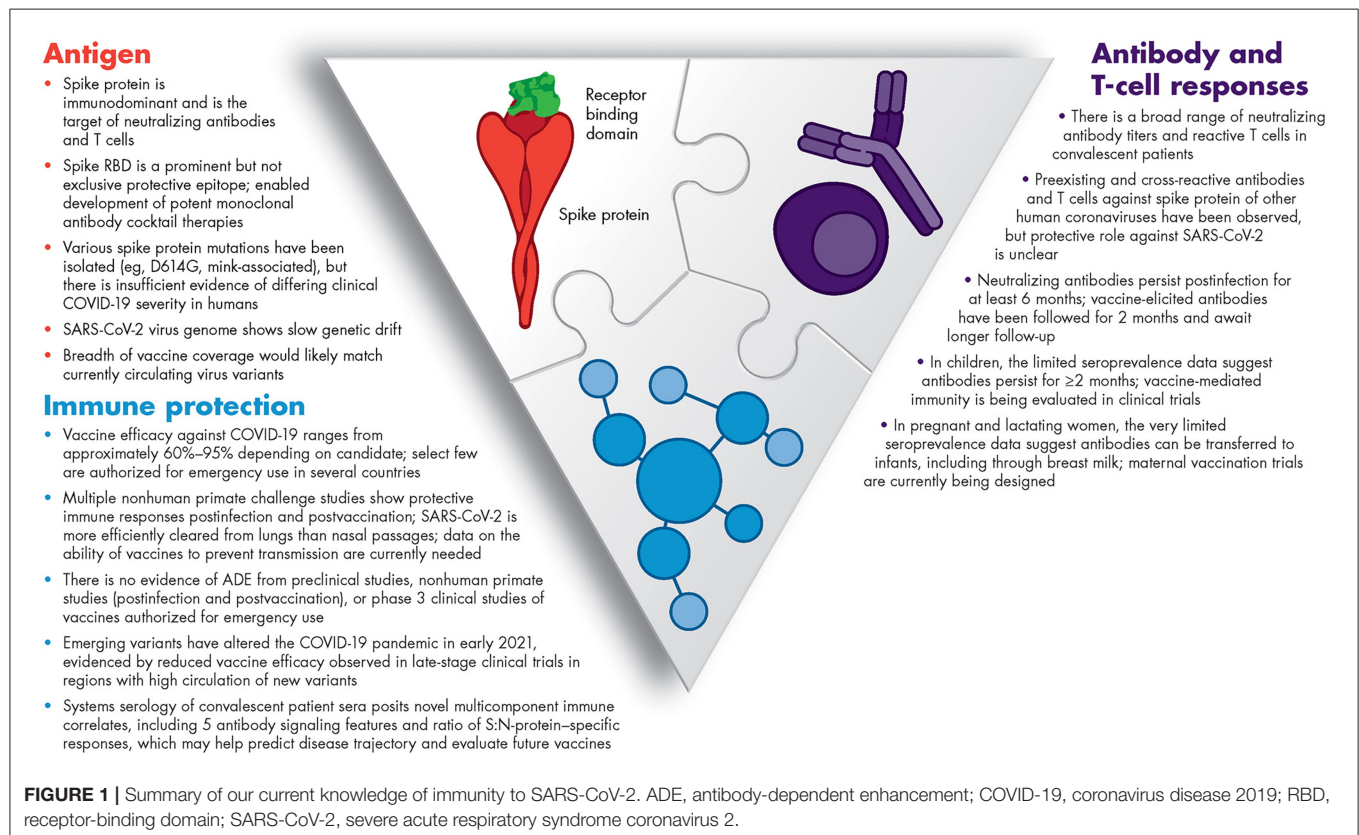 Antigen
• Spike protein is
immunodominant and is the
target of neutralizing antibodies
and T cells
• Spike RBD is a prominent but not
exclusive protective epitope; enabled
development of potent monoclonal
antibody cocktail therapies
• Various spike protein mutations have been
isolated (eg, D614G, mink-associated), but
there is insufficient evidence of differing clinical
COVID-19 severity in humans
• SARS-CoV-2 virus genome shows slow genetic drift
• Breadth of vaccine coverage would likely match
currently circulating virus variants
Immune protection
• Vaccine efficacy against COVID-19 ranges from
approximately 60%–95% depending on candidate; select few
are authorized for emergency use in several countries
• Multiple nonhuman primate challenge studies show protective
immune responses postinfection and postvaccination; SARS-CoV-2 is
more efficiently cleared from lungs than nasal passages; data on the
ability of vaccines to prevent transmission are currently needed
• There is no evidence of ADE from preclinical studies, nonhuman primate
studies (postinfection and postvaccination), or phase 3 clinical studies of
vaccines authorized for emergency use
• Emerging variants have altered the COVID-19 pandemic in early 2021,
evidenced by reduced vaccine efficacy observed in late-stage clinical trials in
regions with high circulation of new variants
• Systems serology of convalescent patient sera posits novel multicomponent immune
correlates, including 5 antibody signaling features and ratio of S:N-protein–specific
responses, which may help predict disease trajectory and evaluate future vaccines
Receptor
binding
domain
Spike protein
Antibody and
T-cell responses
• There is a broad range of neutralizing
antibody titers and reactive T cells in
convalescent patients
• Preexisting and cross-reactive antibodies
and T cells against spike protein of other
human coronaviruses have been observed,
but protective role against SARS-CoV-2
is unclear
• Neutralizing antibodies persist postinfection for
at least 6 months; vaccine-elicited antibodies
have been followed for 2 months and await
longer follow-up
• In children, the limited seroprevalence data suggest
antibodies persist for ≥2 months; vaccine-mediated
immunity is being evaluated in clinical trials
• In pregnant and lactating women, the very limited
seroprevalence data suggest antibodies can be transferred to
infants, including through breast milk; maternal vaccination trials
are currently being designed
FIGURE 1 | Summary of our current knowledge of immunity to SARS-CoV-2. ADE, antibody-dependent enhancement; COVID-19, coronavirus disease 2019; RBD,
receptor-binding domain; SARS-CoV-2, severe acute respiratory syndrome coronavirus 2.